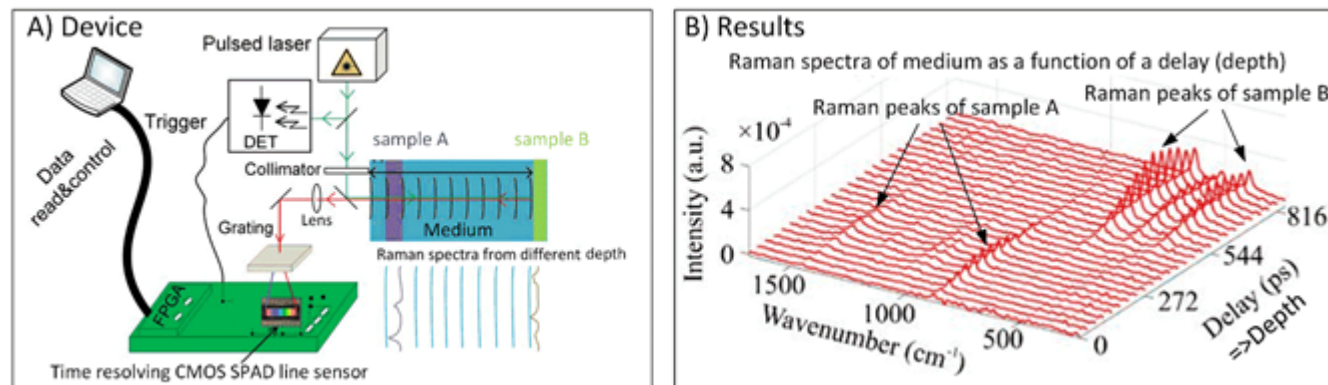 A) Device
Pulsed laser
Trigger
DET
Data
read&control
sample A
sample B
Collimator
Lens
Grating
Medium
Raman spectra from different depth
FPGA
Time resolving CMOS SPAD line sensor
B) Results
Raman spectra of medium as a function of a delay (depth)
Raman peaks of sample A
Raman peaks of sample B
×10⁻⁴
Intensity (a.u.)
8
4
0
1500
1000
500
Wavenumber (cm⁻¹)
0
272
544
816
Delay (ps)
=>Depth